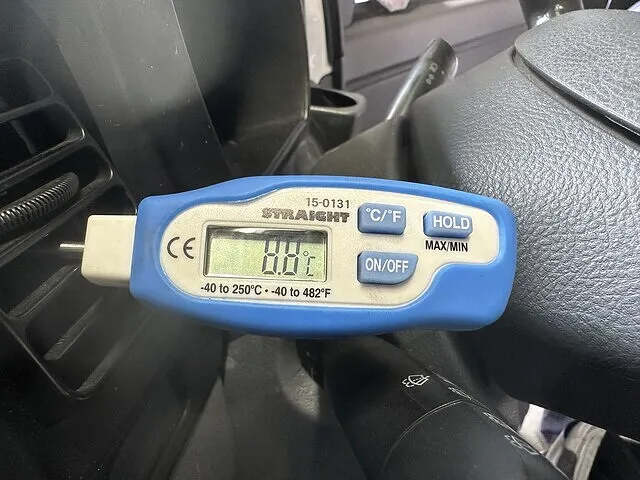 15-0131
STRAIGHT
°C/°F
HOLD
MAX/MIN
CE
8.8°C
ON/OFF
-40 to 250°C • -40 to 482°F